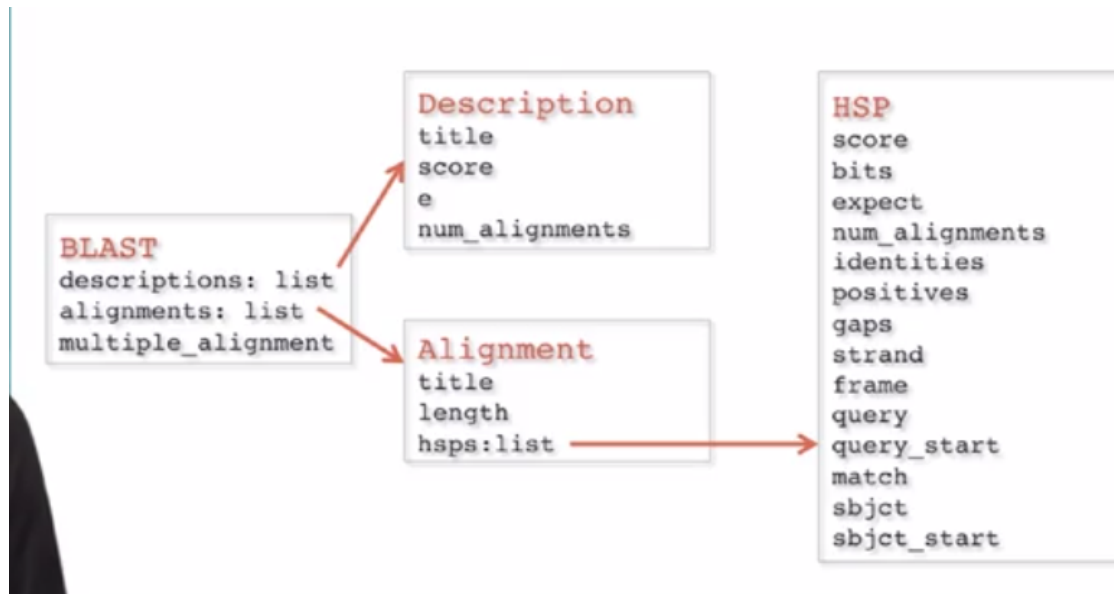 BLAST
descriptions: list
alignments: list
multiple_alignment
Description
title
score
e
num_alignments
Alignment
title
length
hsps:list
HSP
score
bits
expect
num_alignments
identities
positives
gaps
strand
frame
query
query_start
match
sbjct
sbjct_start